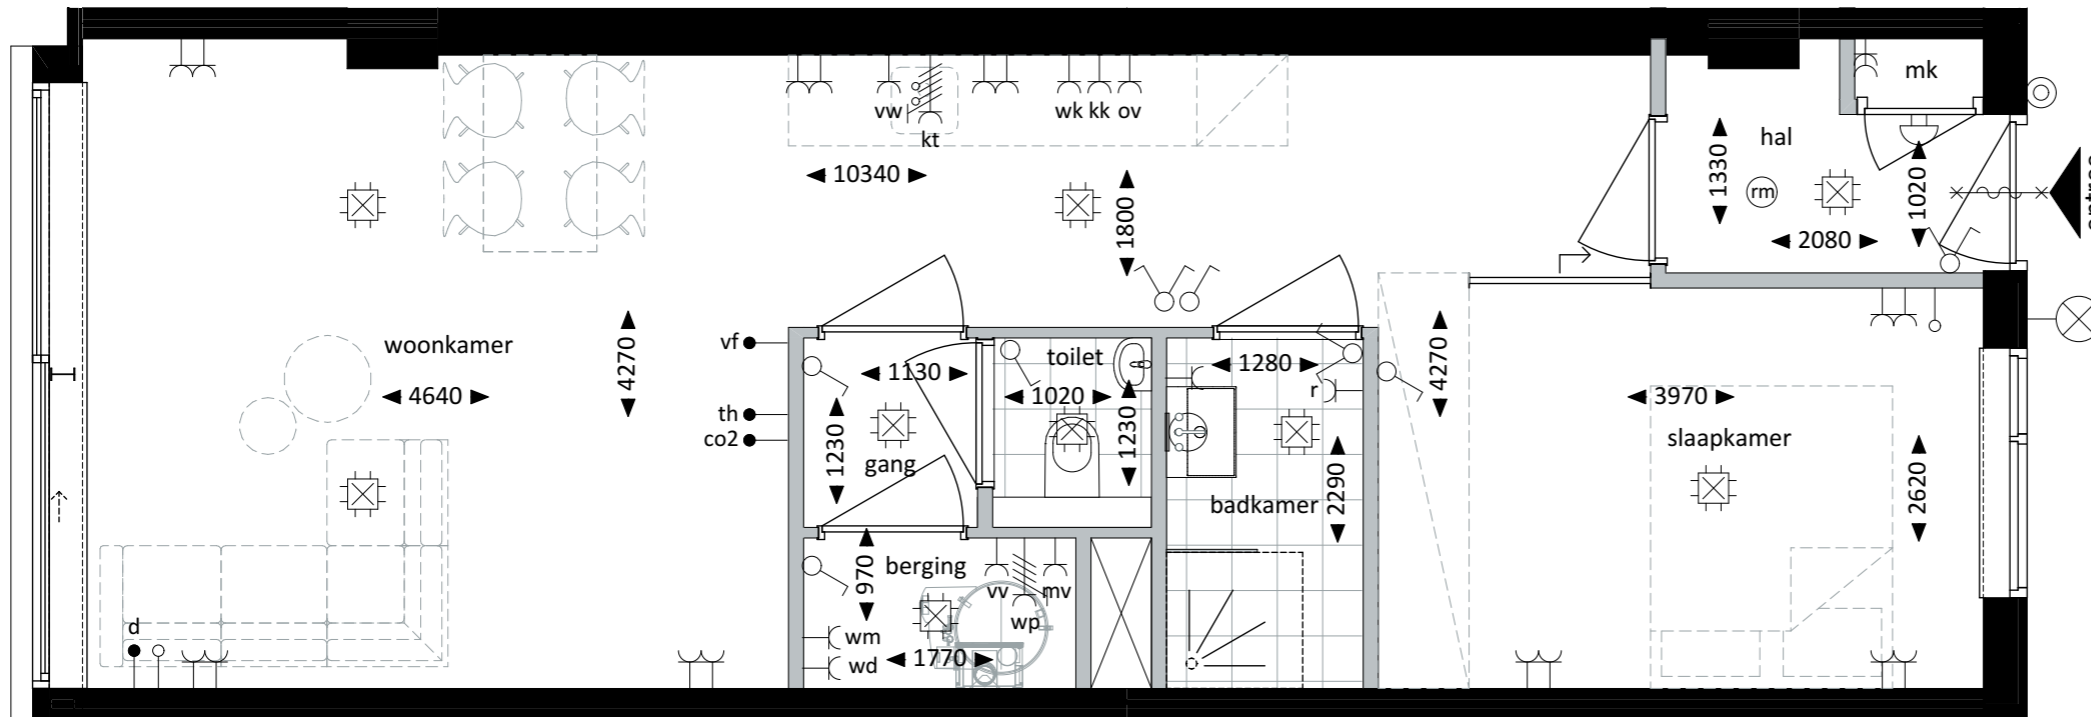 mk
vw
wk kk ov
kt
hal
10340
1330
rm
1020
1800
2080
entree
woonkamer
4270
4640
vf
th
co2
1130
1230
gang
toilet
1020
1230
1280
r
badkamer
2290
4270
3970
slaapkamer
2620
970
berging
vv
mv
wp
wm
wd
1770
d